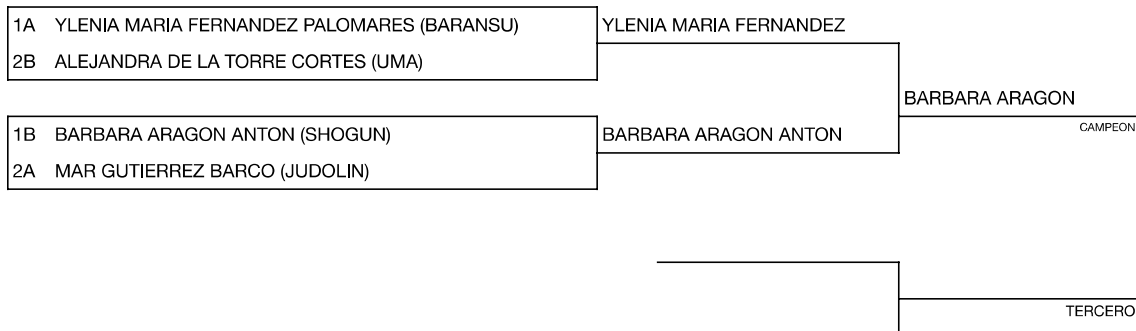 1A YLENIA MARIA FERNANDEZ PALOMARES (BARANSU)
YLENIA MARIA FERNANDEZ
2B ALEJANDRA DE LA TORRE CORTES (UMA)
BARBARA ARAGON
CAMPEON
1B BARBARA ARAGON ANTON (SHOGUN)
BARBARA ARAGON ANTON
2A MAR GUTIERREZ BARCO (JUDOLIN)
TERCERO